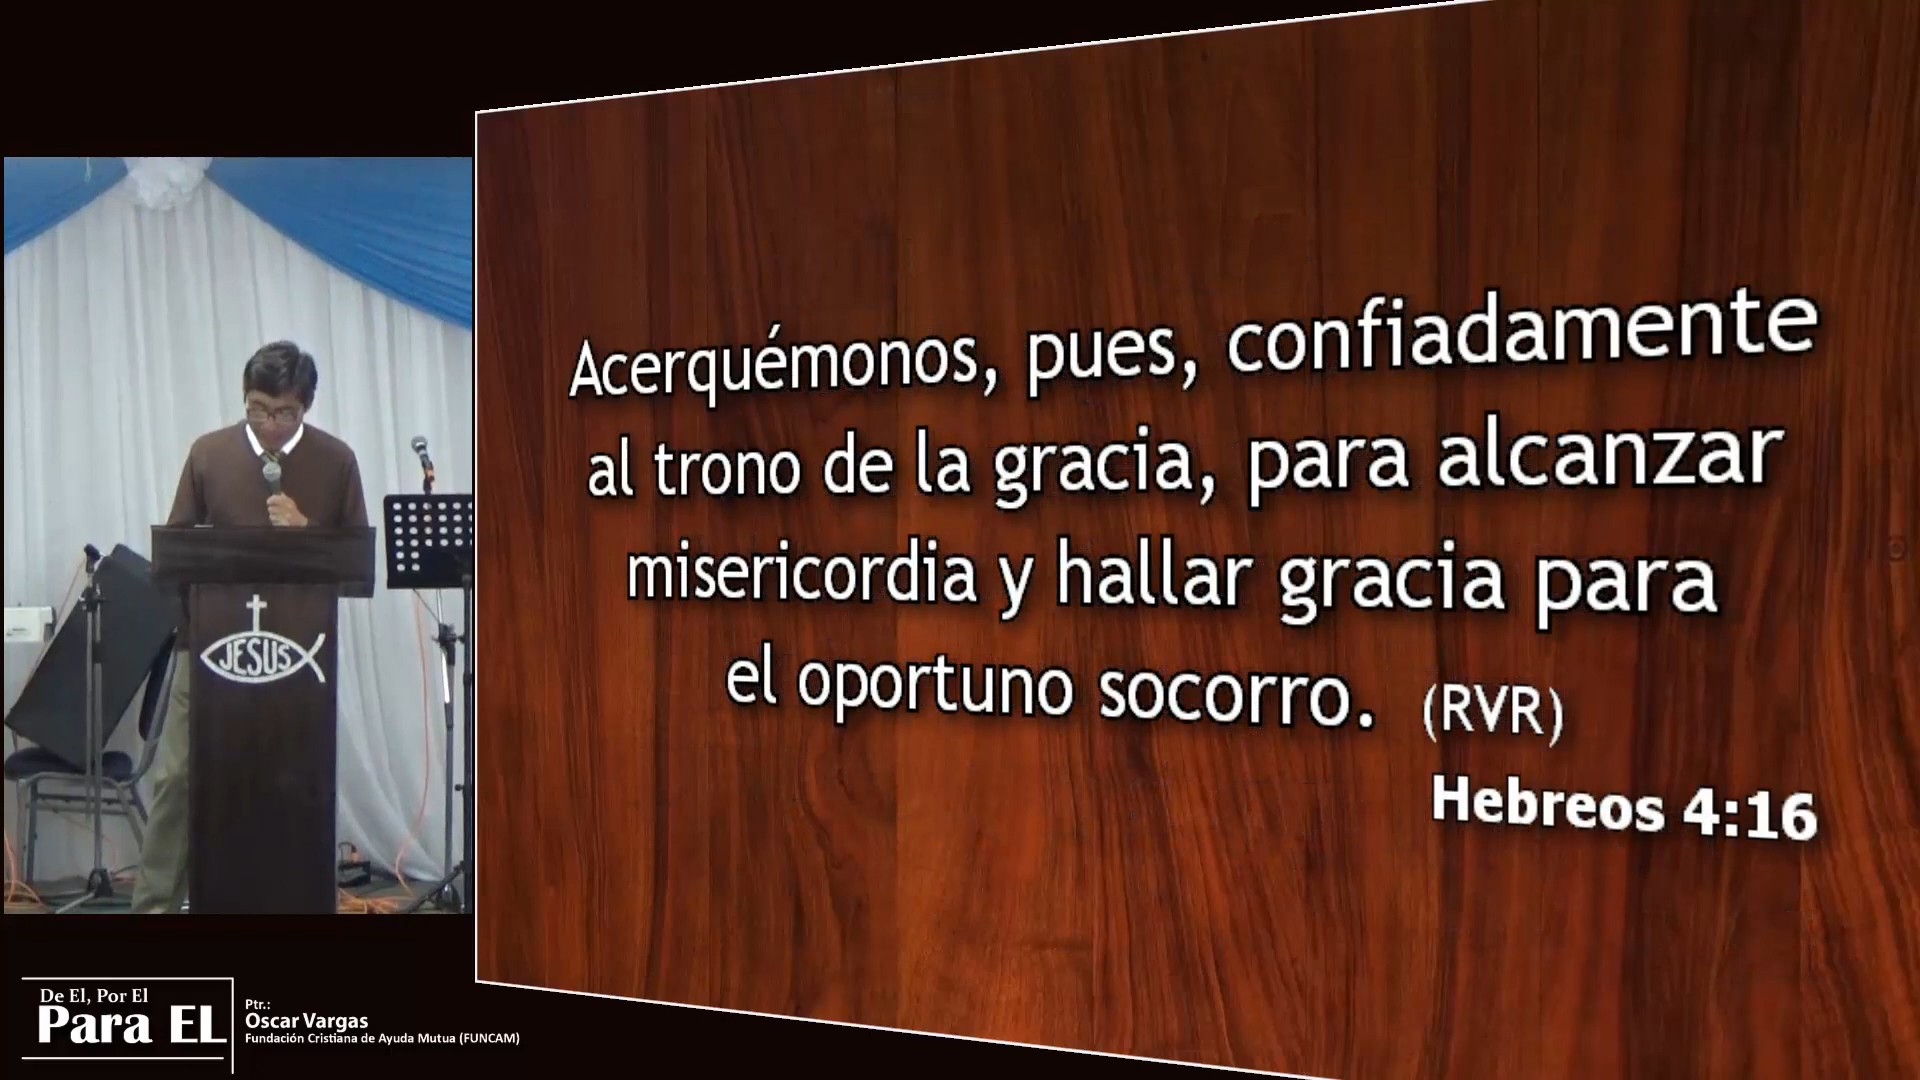 Acerquémonos, pues, confiadamente
al trono de la gracia, para alcanzar
misericordia y hallar gracia para
el oportuno socorro. (RVR)
Hebreos 4:16
JESUS
De El, Por El
Para EL
Ptr.:
Oscar Vargas
Fundación Cristiana de Ayuda Mutua (FUNCAM)